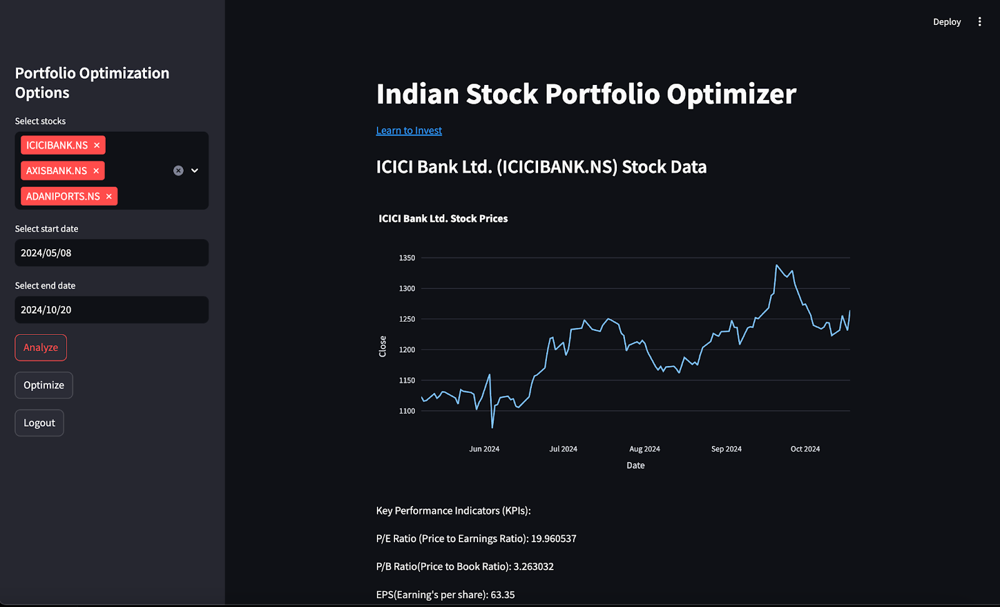 Deploy
Portfolio Optimization
Options
Select stocks
ICICIBANK.NS ×
AXISBANK.NS ×
ADANIPORTS.NS ×
Select start date
2024/05/08
Select end date
2024/10/20
Analyze
Optimize
Logout
Indian Stock Portfolio Optimizer
Learn to Invest
ICICI Bank Ltd. (ICICIBANK.NS) Stock Data
ICICI Bank Ltd. Stock Prices
1350
1300
1250
1200
1150
1100
Close
Jun 2024
Jul 2024
Aug 2024
Sep 2024
Oct 2024
Date
Key Performance Indicators (KPIs):
P/E Ratio (Price to Earnings Ratio): 19.960537
P/B Ratio(Price to Book Ratio): 3.263032
EPS(Earning's per share): 63.35